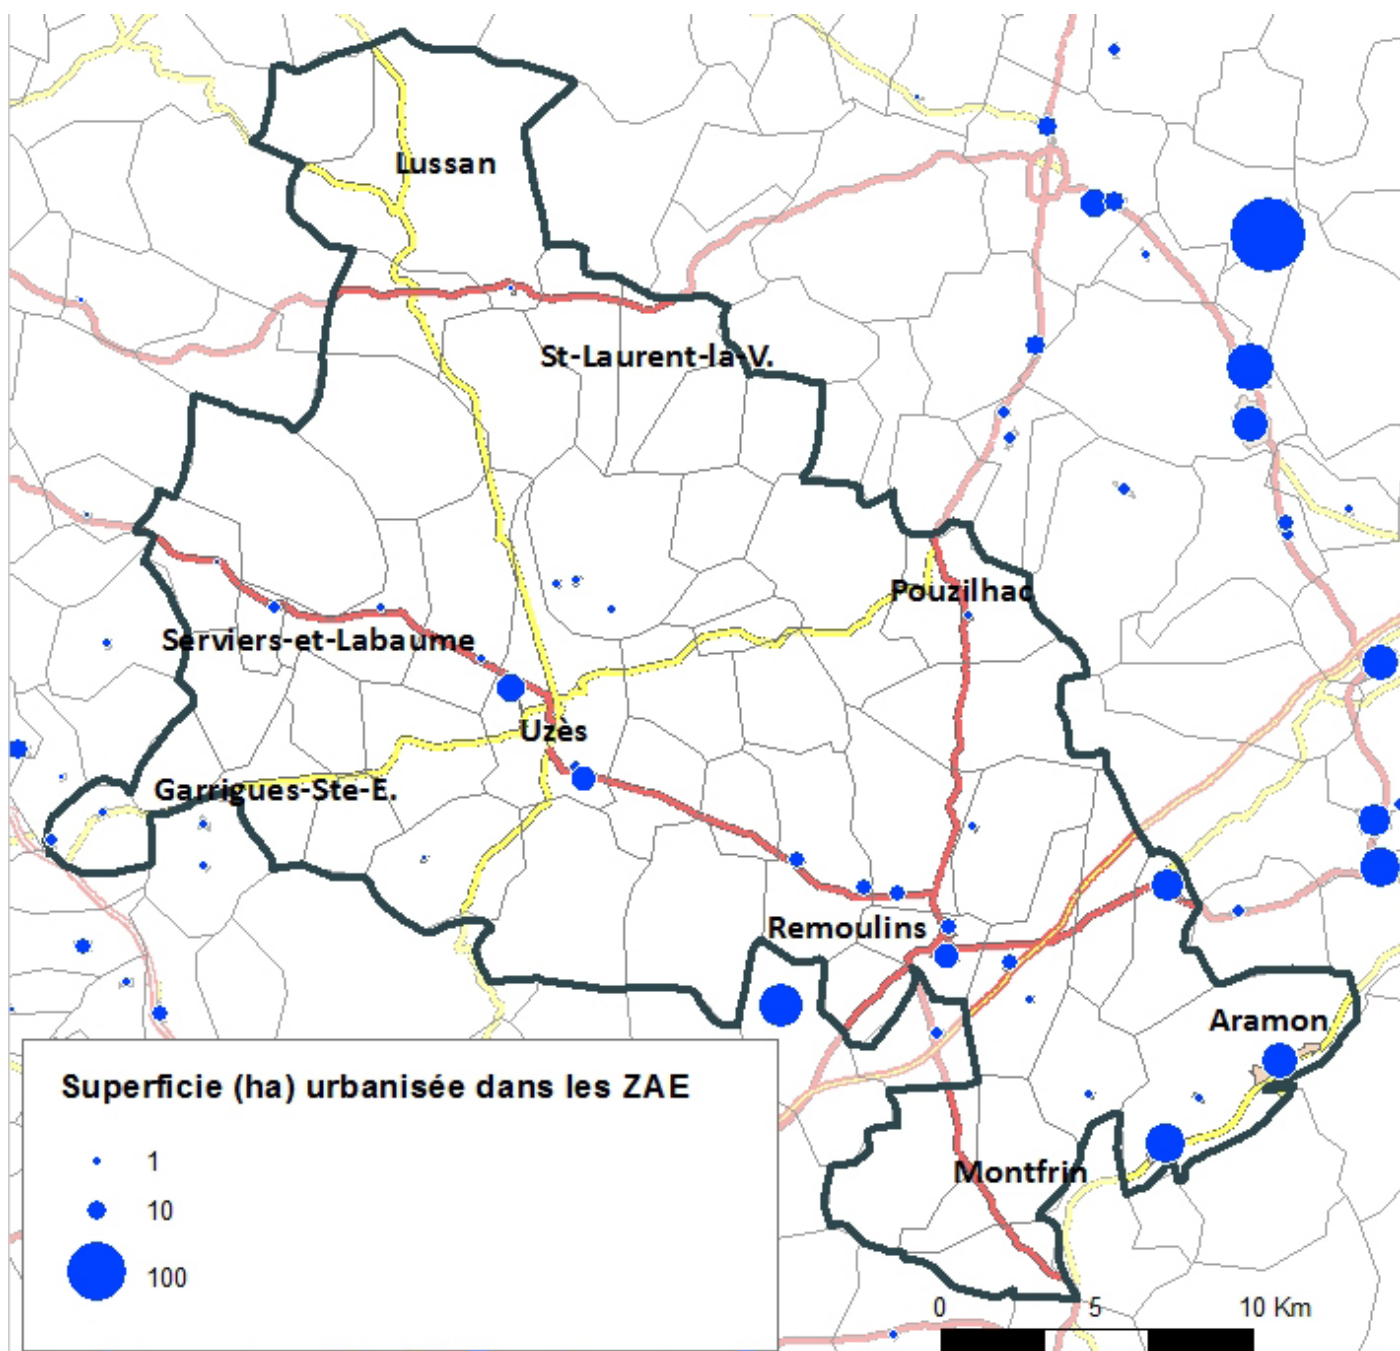 Lussan
St-Laurent-la-V.
Pouzilhac
Serviers-et-Labaume
Uzès
Garrigues-Ste-E.
Remoulins
Aramon
Montfrin
Superficie (ha) urbanisée dans les ZAE
1
10
100
0 5 10 Km